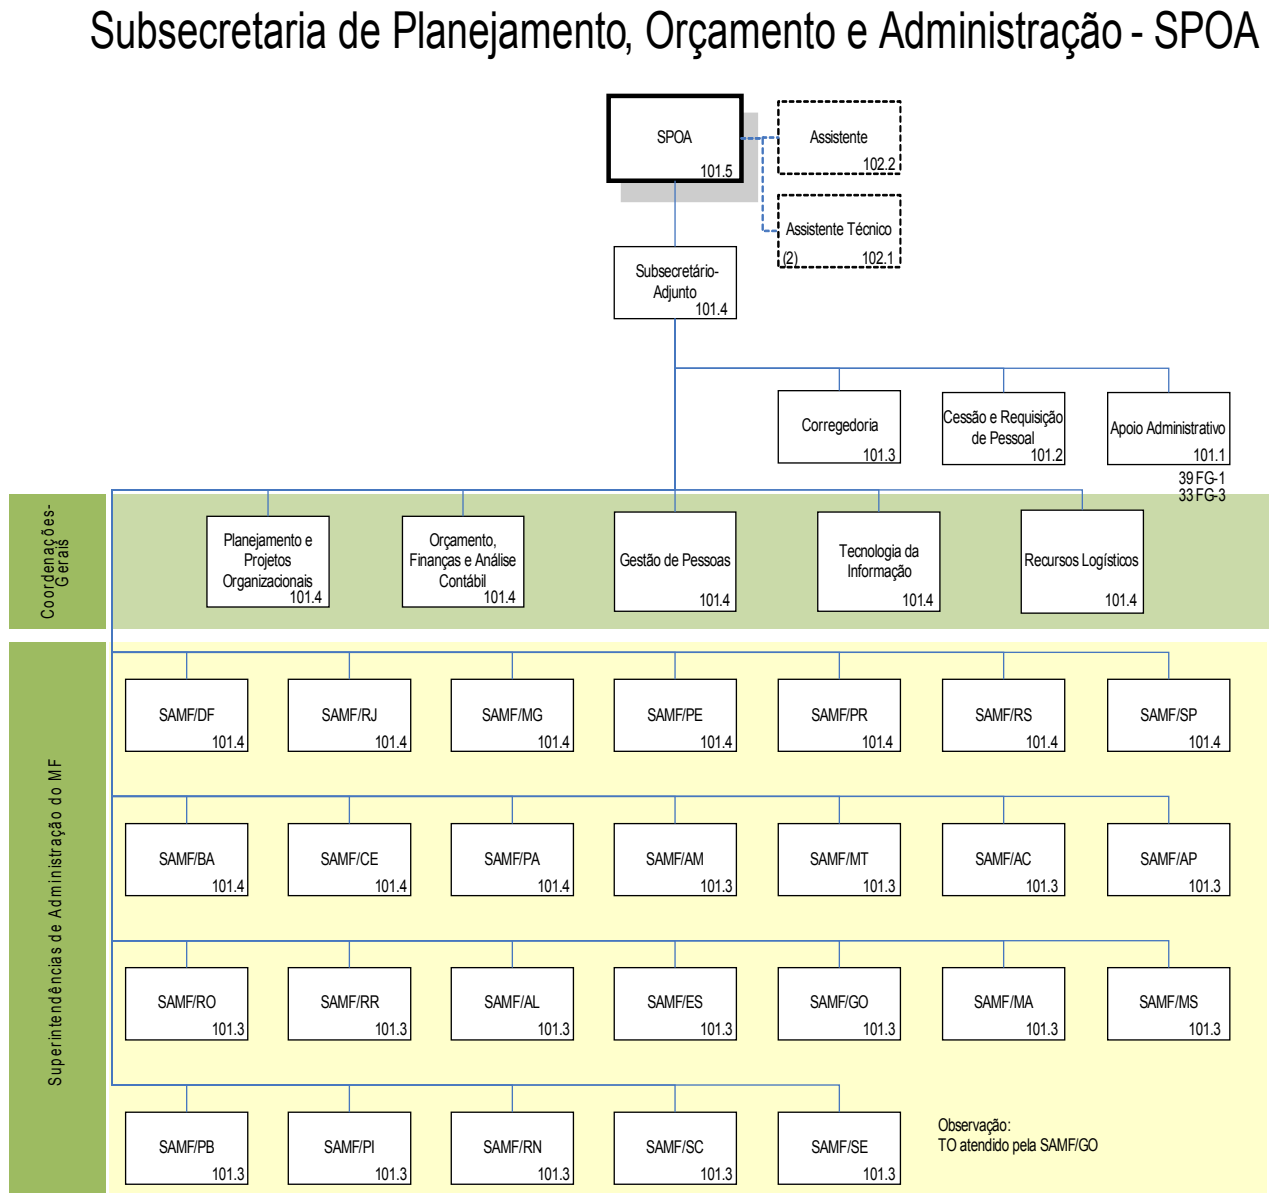 Subsecretaria de Planejamento, Orçamento e Administração - SPOA
SPOA
101.5
Assistente
102.2
Assistente Técnico
(2) 102.1
Subsecretário-
Adjunto
101.4
Corregedoria
101.3
Cessão e Requisição
de Pessoal
101.2
Apoio Administrativo
101.1
39 FG-1
33 FG-3
Coordenações-
Gerais
Planejamento e
Projetos
Organizacionais
101.4
Orçamento,
Finanças e Análise
Contábil
101.4
Gestão de Pessoas
101.4
Tecnologia da
Informação
101.4
Recursos Logísticos
101.4
Superintendências de Administração do MF
SAMF/DF
101.4
SAMF/RJ
101.4
SAMF/MG
101.4
SAMF/PE
101.4
SAMF/PR
101.4
SAMF/RS
101.4
SAMF/SP
101.4
SAMF/BA
101.4
SAMF/CE
101.4
SAMF/PA
101.4
SAMF/AM
101.3
SAMF/MT
101.3
SAMF/AC
101.3
SAMF/AP
101.3
SAMF/RO
101.3
SAMF/RR
101.3
SAMF/AL
101.3
SAMF/ES
101.3
SAMF/GO
101.3
SAMF/MA
101.3
SAMF/MS
101.3
SAMF/PB
101.3
SAMF/PI
101.3
SAMF/RN
101.3
SAMF/SC
101.3
SAMF/SE
101.3
Observação:
TO atendido pela SAMF/GO